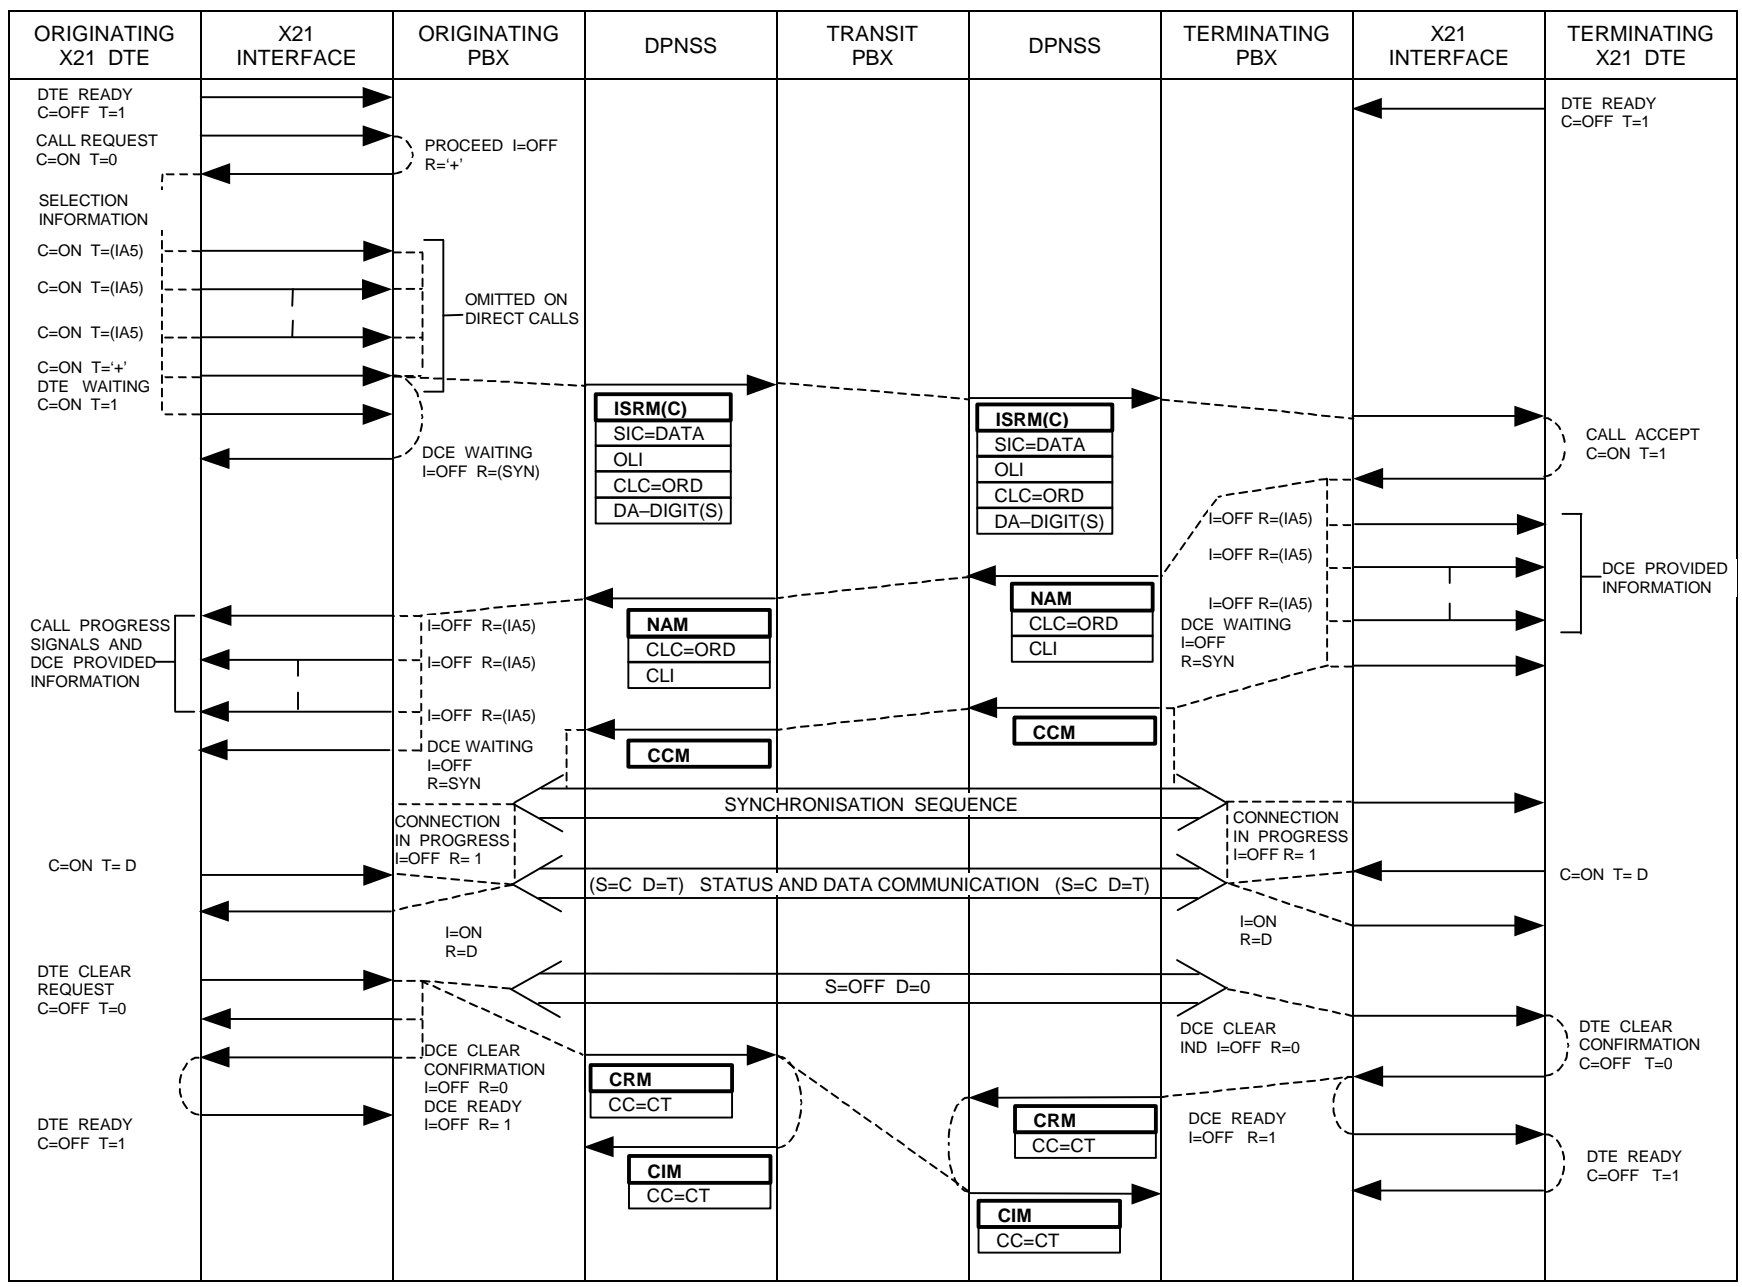 ORIGINATING
X21 DTE
X21
INTERFACE
ORIGINATING
PBX
DPNSS
TRANSIT
PBX
DPNSS
TERMINATING
PBX
X21
INTERFACE
TERMINATING
X21 DTE
DTE READY
C=OFF T=1
DTE READY
C=OFF T=1
CALL REQUEST
C=ON T=0
PROCEED I=OFF
R=‘+’
SELECTION
INFORMATION
C=ON T=(IA5)
C=ON T=(IA5)
C=ON T=(IA5)
OMITTED ON
DIRECT CALLS
C=ON T=‘+’
DTE WAITING
C=ON T=1
DCE WAITING
I=OFF R=(SYN)
ISRM(C)
SIC=DATA
OLI
CLC=ORD
DA–DIGIT(S)
ISRM(C)
SIC=DATA
OLI
CLC=ORD
DA–DIGIT(S)
CALL ACCEPT
C=ON T=1
I=OFF R=(IA5)
I=OFF R=(IA5)
I=OFF R=(IA5)
DCE WAITING
I=OFF
R=SYN
DCE PROVIDED
INFORMATION
NAM
CLC=ORD
CLI
NAM
CLC=ORD
CLI
CALL PROGRESS
SIGNALS AND
DCE PROVIDED
INFORMATION
I=OFF R=(IA5)
I=OFF R=(IA5)
I=OFF R=(IA5)
DCE WAITING
I=OFF
R=SYN
CCM
CCM
SYNCHRONISATION SEQUENCE
CONNECTION
IN PROGRESS
I=OFF R= 1
CONNECTION
IN PROGRESS
I=OFF R= 1
C=ON T= D
(S=C D=T) STATUS AND DATA COMMUNICATION (S=C D=T)
C=ON T= D
I=ON
R=D
I=ON
R=D
DTE CLEAR
REQUEST
C=OFF T=0
S=OFF D=0
DCE CLEAR
IND I=OFF R=0
DTE CLEAR
CONFIRMATION
C=OFF T=0
DCE CLEAR
CONFIRMATION
I=OFF R=0
DCE READY
I=OFF R= 1
CRM
CC=CT
CRM
CC=CT
DCE READY
I=OFF R=1
DTE READY
C=OFF T=1
DTE READY
C=OFF T=1
CIM
CC=CT
CIM
CC=CT